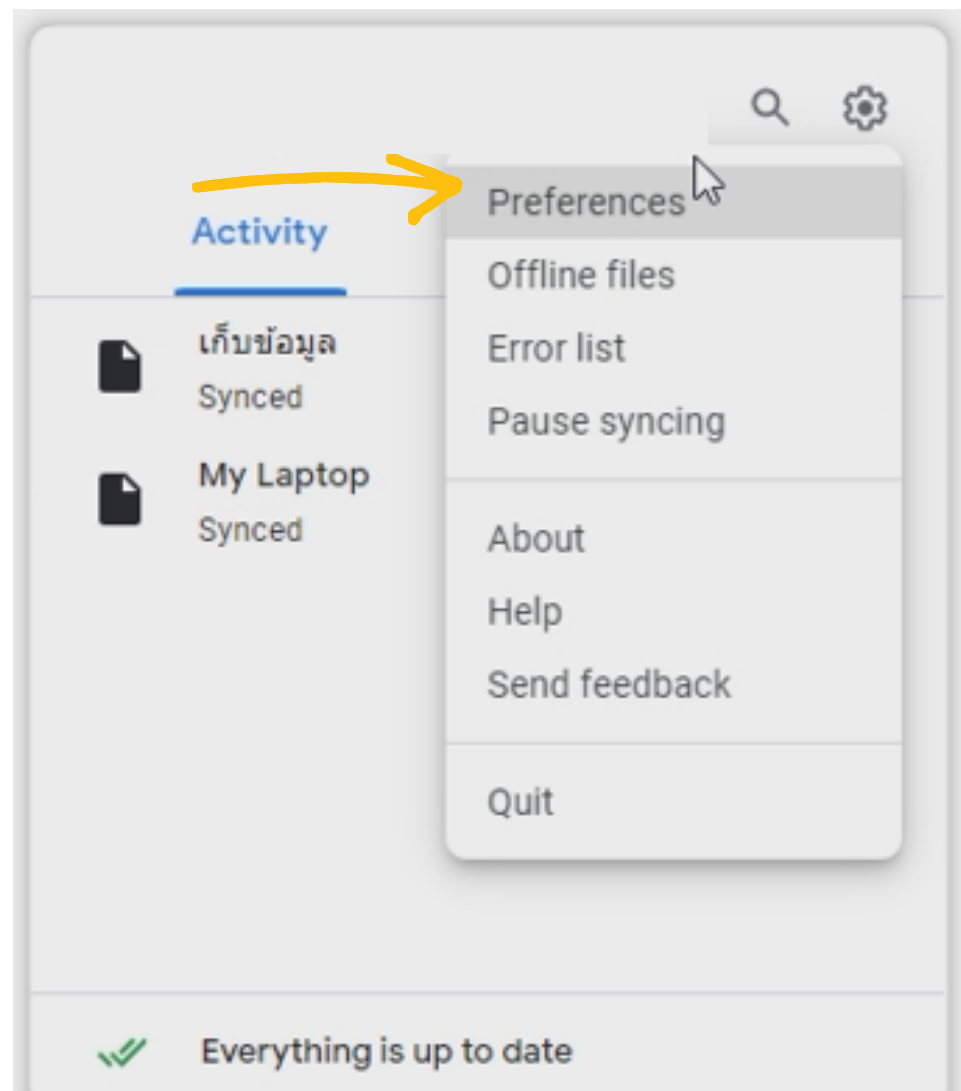 Activity
เก็บข้อมูล
Synced
My Laptop
Synced
Preferences
Offline files
Error list
Pause syncing
About
Help
Send feedback
Quit
Everything is up to date